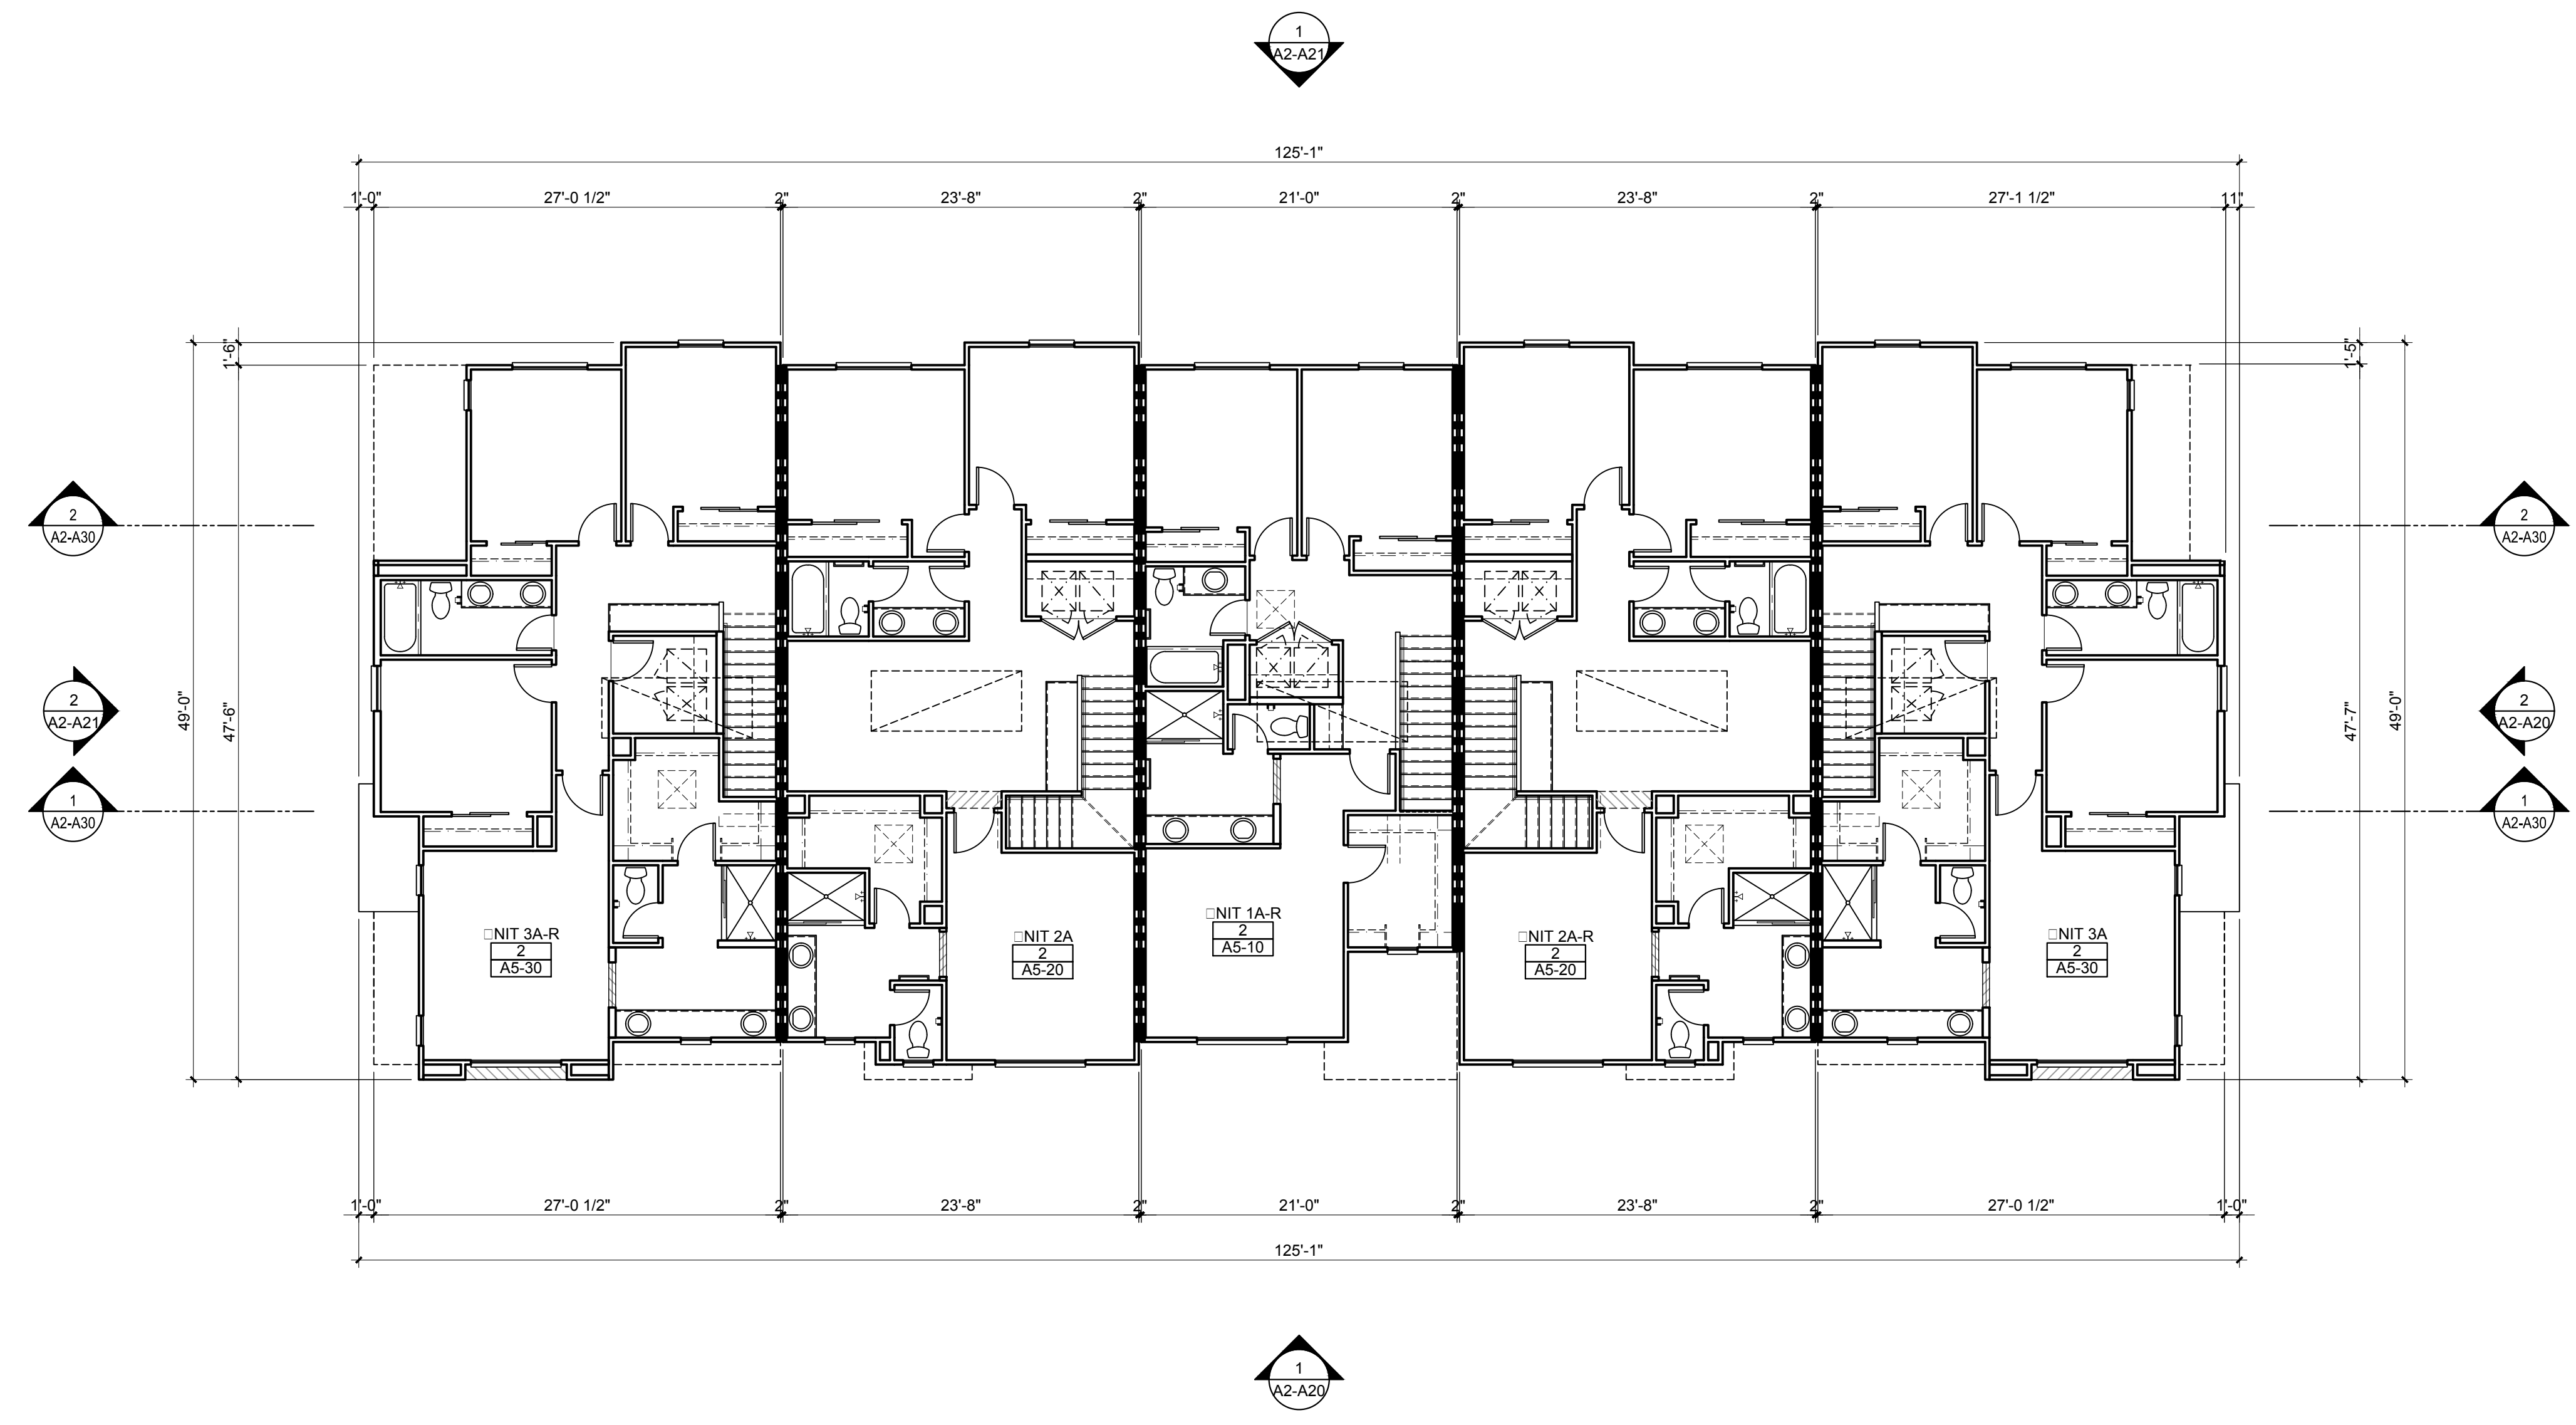 1
A2-A21
125'-1"
1'-0" 27'-0 1/2" 2" 23'-8" 2" 21'-0" 2" 23'-8" 2" 27'-1 1/2" 11"
1'-6"
1'-5"
2
A2-A30
2
A2-A30
49'-0"
47'-6"
47'-7"
49'-0"
2
A2-A21
2
A2-A20
1
A2-A30
1
A2-A30
□NIT 3A-R
2
A5-30
□NIT 2A
2
A5-20
□NIT 1A-R
2
A5-10
□NIT 2A-R
2
A5-20
□NIT 3A
2
A5-30
1'-0" 27'-0 1/2" 2" 23'-8" 2" 21'-0" 2" 23'-8" 2" 27'-0 1/2" 1'-0"
125'-1"
1
A2-A20